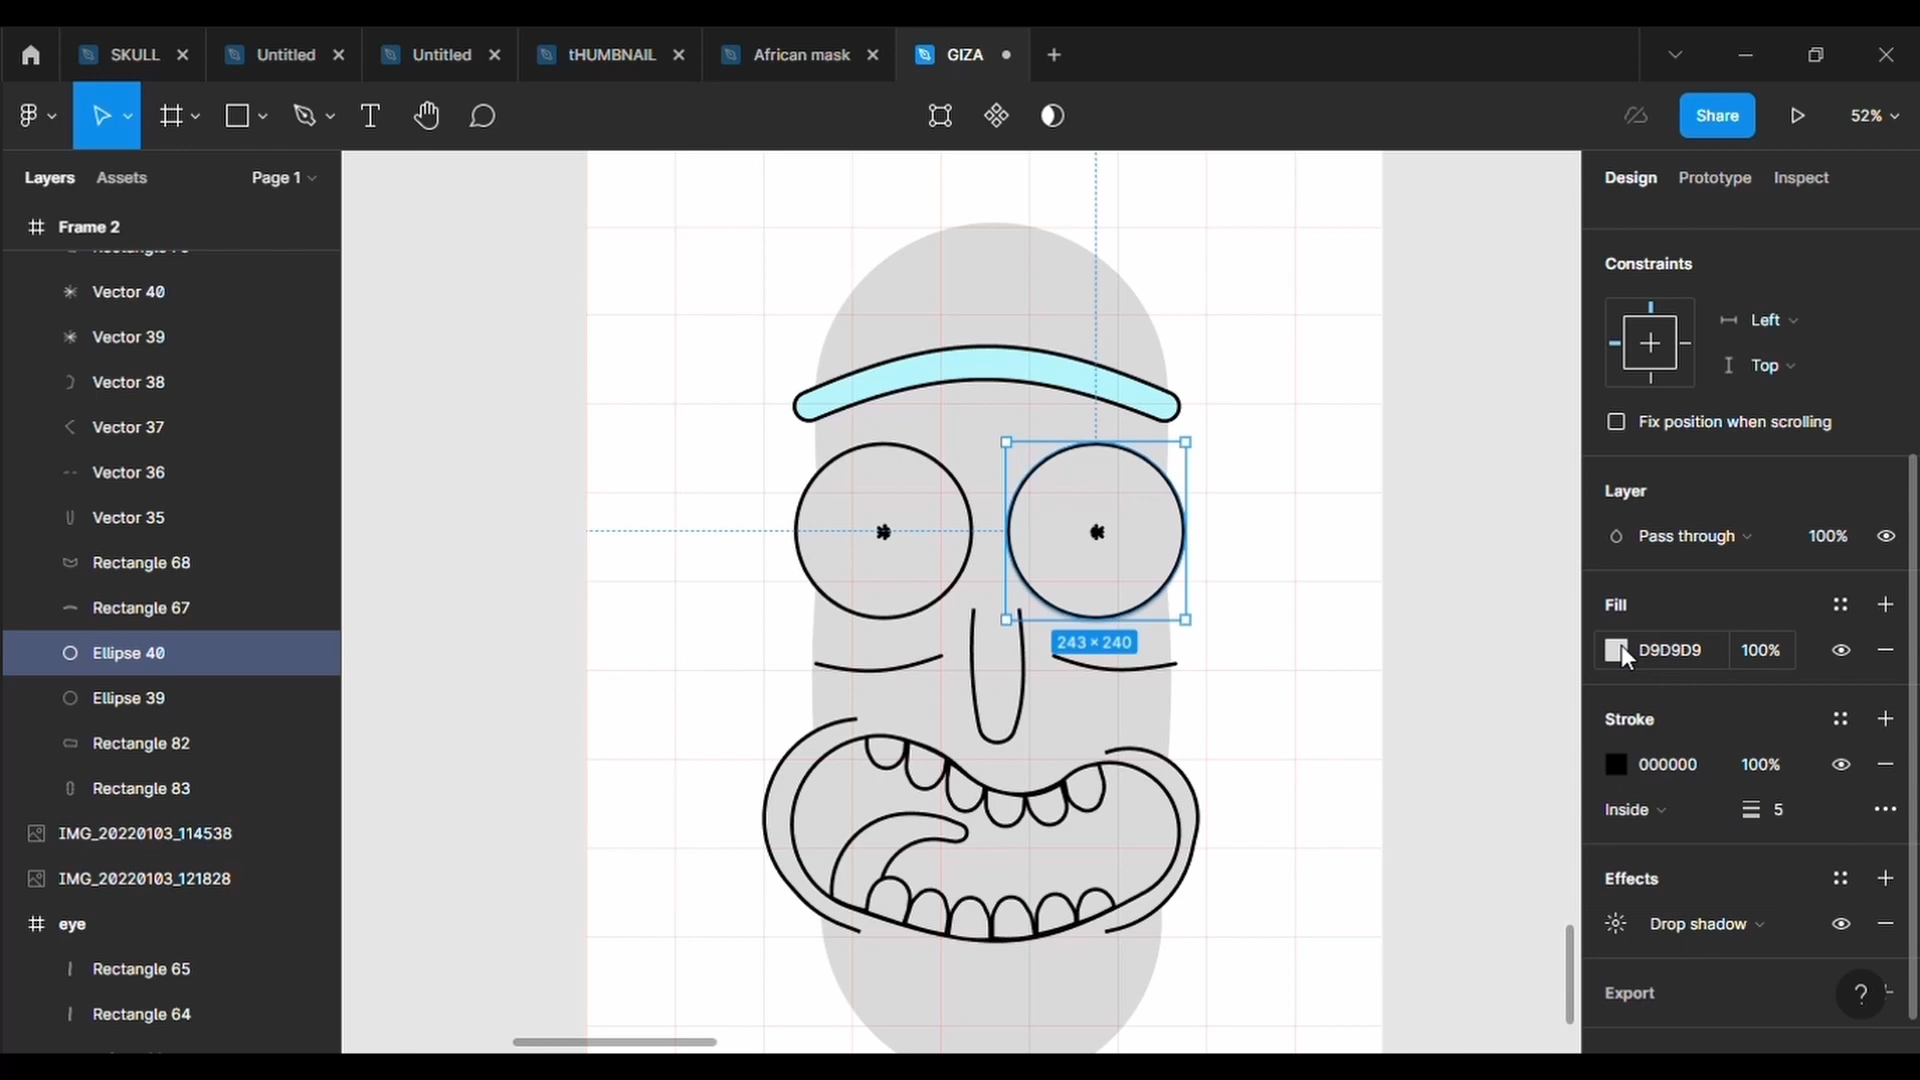 SKULL
Untitled
Untitled
tHUMBNAIL
African mask
GIZA
Share
52%
Layers
Assets
Page 1
Design
Prototype
Inspect
Frame 2
Vector 40
Vector 39
Vector 38
Vector 37
Vector 36
Vector 35
Rectangle 68
Rectangle 67
Ellipse 40
Ellipse 39
Rectangle 82
Rectangle 83
IMG_20220103_114538
IMG_20220103_121828
eye
Rectangle 65
Rectangle 64
243 × 240
Constraints
Left
Top
Fix position when scrolling
Layer
Pass through
100%
Fill
D9D9D9
100%
Stroke
000000
100%
Inside
5
Effects
Drop shadow
Export
?